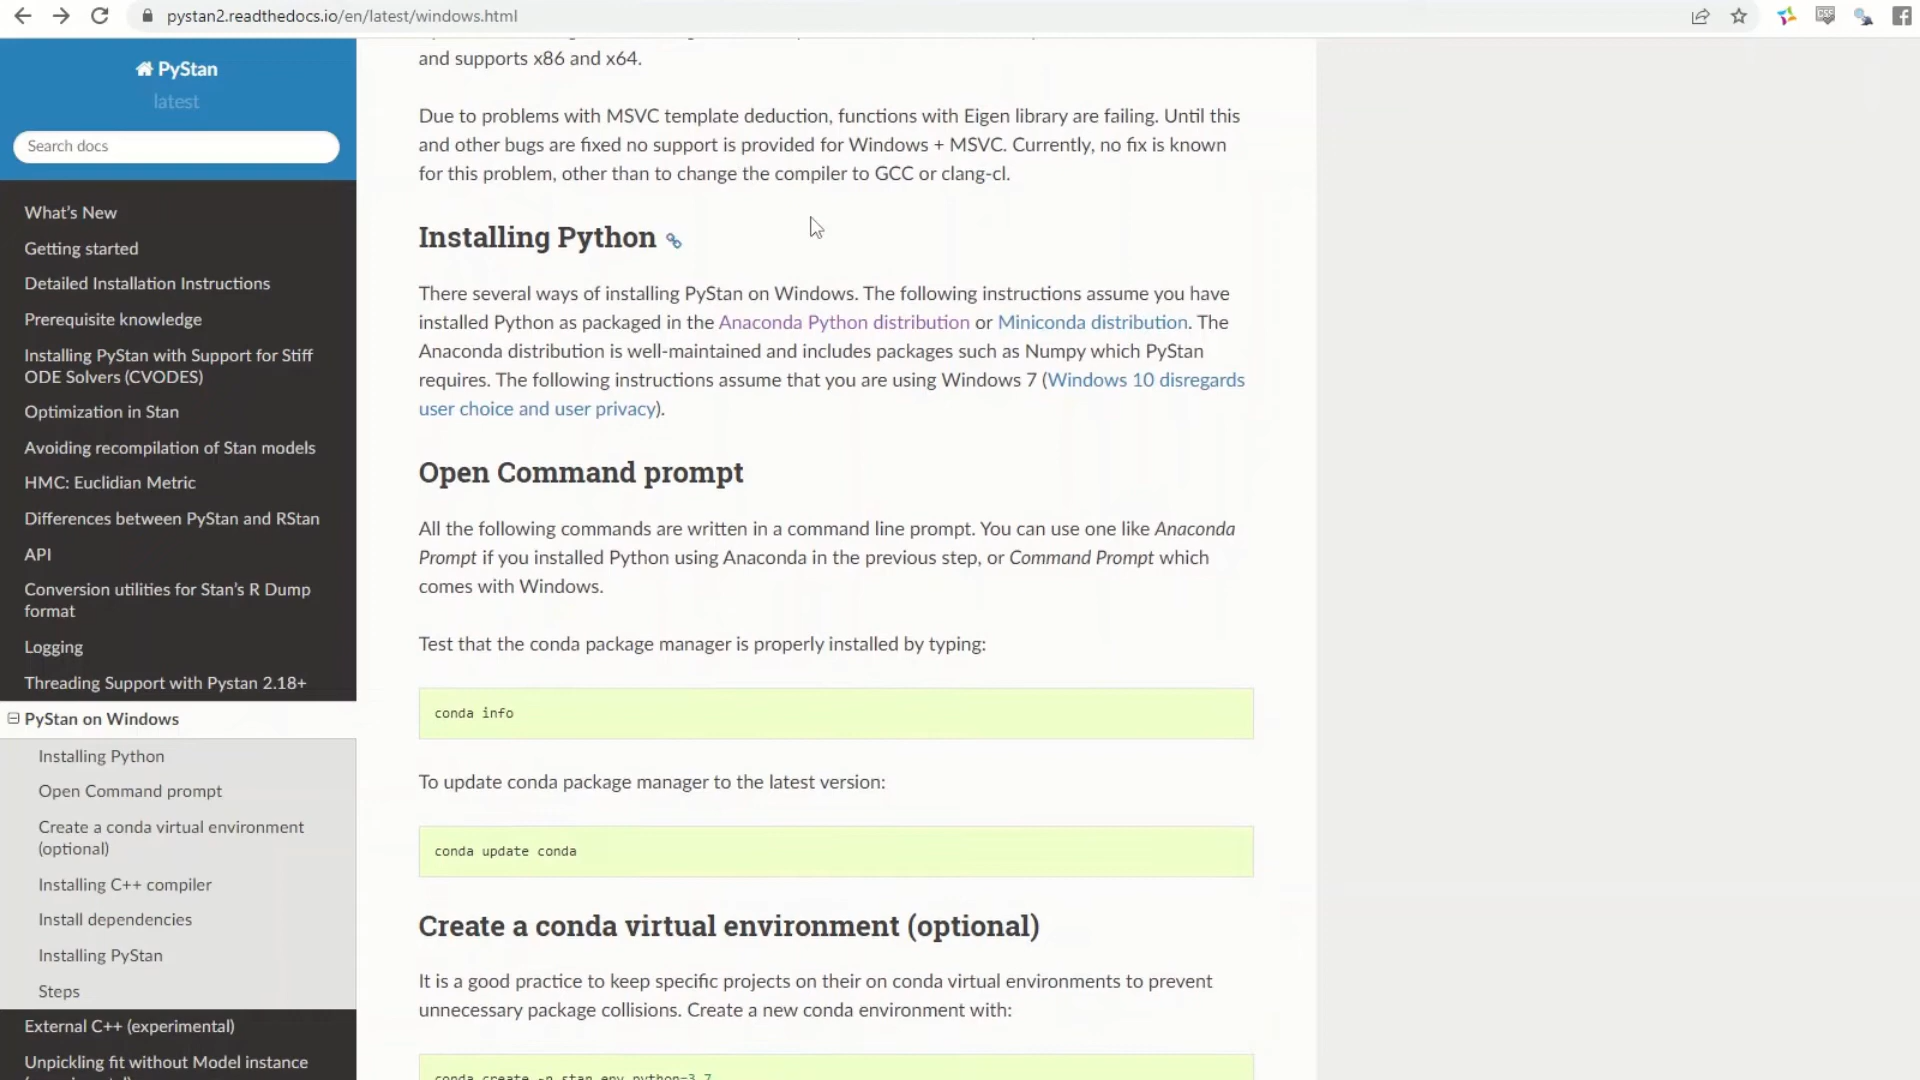 pystan2.readthedocs.io/en/latest/windows.html
PyStan
latest
Search docs
What's New
Getting started
Detailed Installation Instructions
Prerequisite knowledge
Installing PyStan with Support for Stiff
ODE Solvers (CVODES)
Optimization in Stan
Avoiding recompilation of Stan models
HMC: Euclidian Metric
Differences between PyStan and RStan
API
Conversion utilities for Stan's R Dump
format
Logging
Threading Support with Pystan 2.18+
PyStan on Windows
Installing Python
Open Command prompt
Create a conda virtual environment
(optional)
Installing C++ compiler
Install dependencies
Installing PyStan
Steps
External C++ (experimental)
Unpickling fit without Model instance
and supports x86 and x64.
Due to problems with MSVC template deduction, functions with Eigen library are failing. Until this
and other bugs are fixed no support is provided for Windows + MSVC. Currently, no fix is known
for this problem, other than to change the compiler to GCC or clang-cl.
Installing Python
There several ways of installing PyStan on Windows. The following instructions assume you have
installed Python as packaged in the Anaconda Python distribution or Miniconda distribution. The
Anaconda distribution is well-maintained and includes packages such as Numpy which PyStan
requires. The following instructions assume that you are using Windows 7 (Windows 10 disregards
user choice and user privacy).
Open Command prompt
All the following commands are written in a command line prompt. You can use one like Anaconda
Prompt if you installed Python using Anaconda in the previous step, or Command Prompt which
comes with Windows.
Test that the conda package manager is properly installed by typing:
conda info
To update conda package manager to the latest version:
conda update conda
Create a conda virtual environment (optional)
It is a good practice to keep specific projects on their on conda virtual environments to prevent
unnecessary package collisions. Create a new conda environment with:
conda create -n stan_env python=3.7